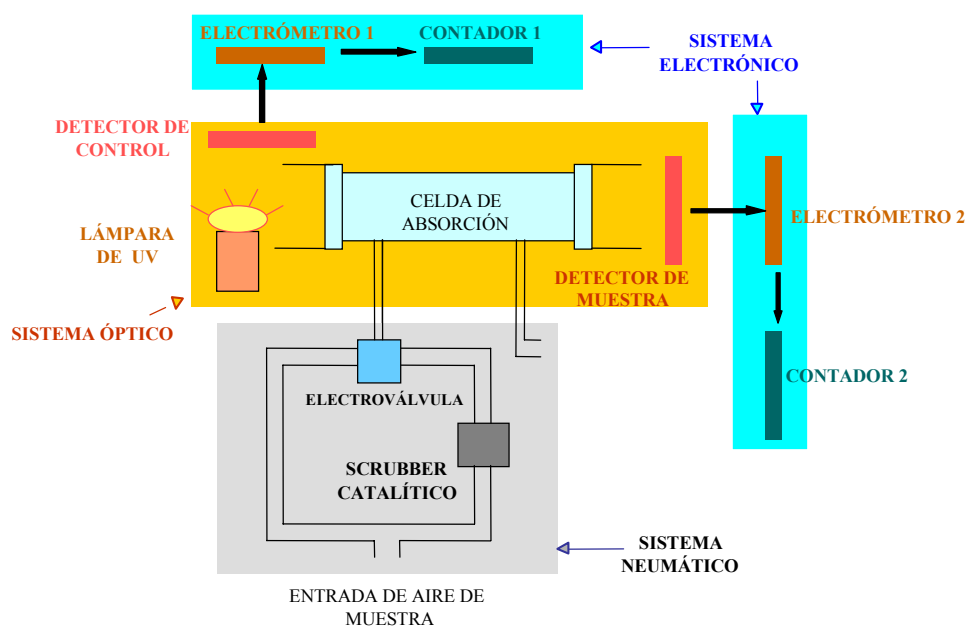 ELECTRÓMETRO 1
CONTADOR 1
SISTEMA
ELECTRÓNICO
DETECTOR DE
CONTROL
CELDA DE
ABSORCIÓN
ELECTRÓMETRO 2
LÁMPARA
DE UV
DETECTOR DE
MUESTRA
SISTEMA ÓPTICO
CONTADOR 2
ELECTROVÁLVULA
SCRUBBER
CATALÍTICO
SISTEMA
NEUMÁTICO
ENTRADA DE AIRE DE
MUESTRA